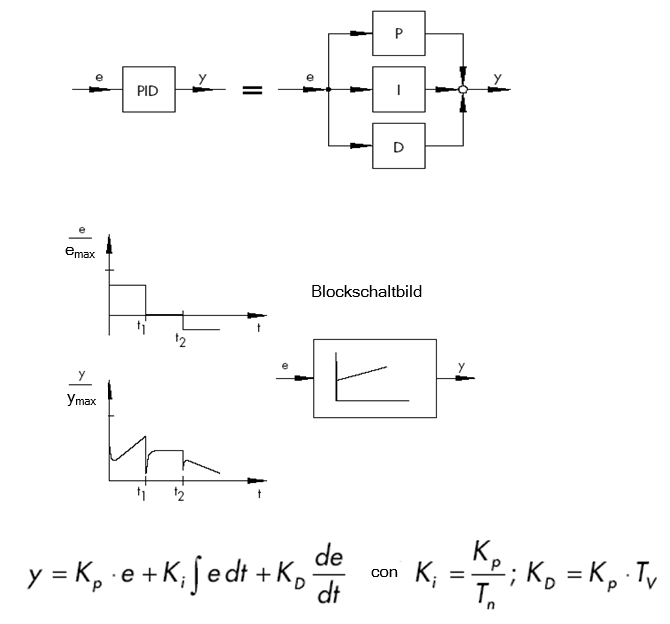 P
e PID y = e I y
D
e
e_max
t_1 t_2 t
Blockschaltbild
e y
y
y_max
t_1 t_2 t
y = K_p · e + K_i ∫ e dt + K_D de/dt con K_i = K_p/T_n ; K_D = K_p · T_V